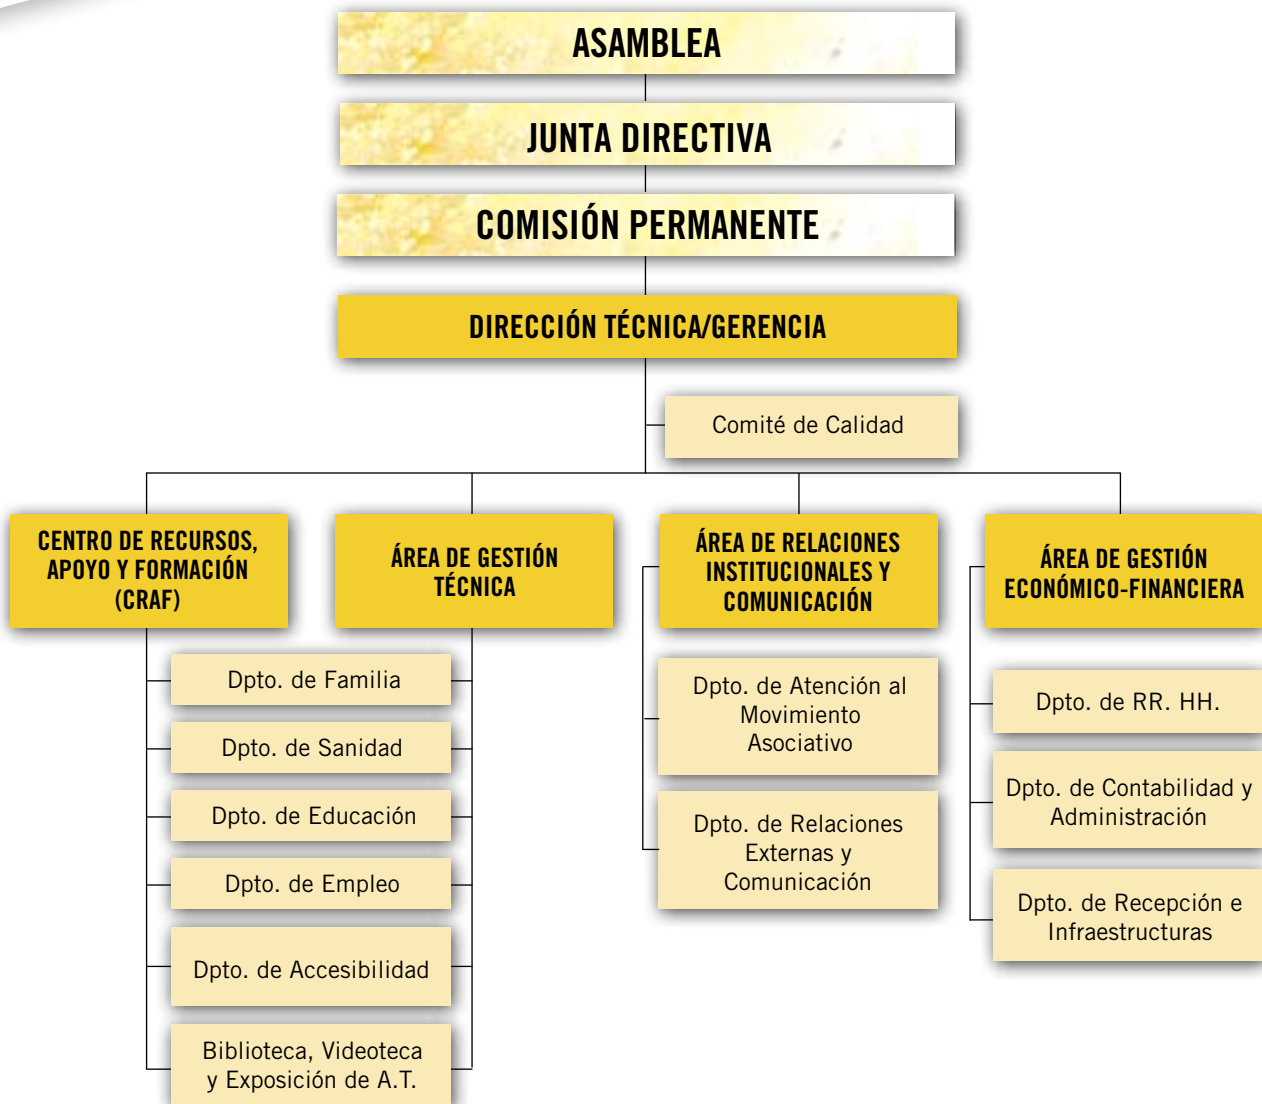 ASAMBLEA
JUNTA DIRECTIVA
COMISIÓN PERMANENTE
DIRECCIÓN TÉCNICA/GERENCIA
Comité de Calidad
CENTRO DE RECURSOS,
APOYO Y FORMACIÓN
(CRAF)
ÁREA DE GESTIÓN
TÉCNICA
ÁREA DE RELACIONES
INSTITUCIONALES Y
COMUNICACIÓN
ÁREA DE GESTIÓN
ECONÓMICO-FINANCIERA
Dpto. de Familia
Dpto. de Sanidad
Dpto. de Educación
Dpto. de Empleo
Dpto. de Accesibilidad
Biblioteca, Videoteca
y Exposición de A.T.
Dpto. de Atención al
Movimiento
Asociativo
Dpto. de Relaciones
Externas y
Comunicación
Dpto. de RR. HH.
Dpto. de Contabilidad y
Administración
Dpto. de Recepción e
Infraestructuras